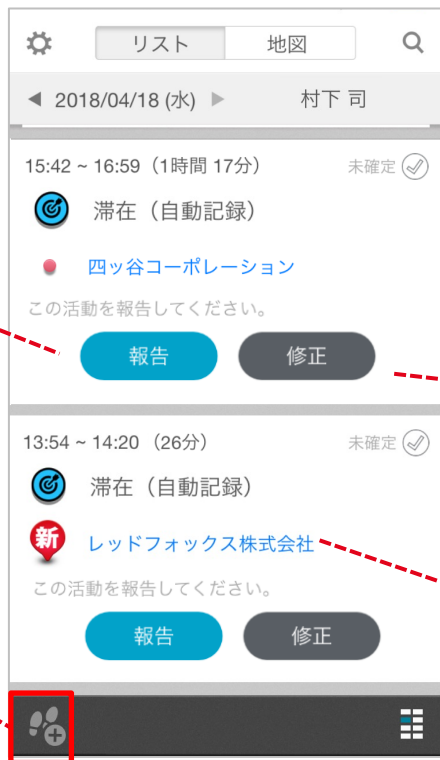 リスト 地図
◀ 2018/04/18 (水) ▶ 村下 司
15:42 ~ 16:59（1時間 17分） 未確定
滞在（自動記録）
四ッ谷コーポレーション
この活動を報告してください。
報告 修正
13:54 ~ 14:20 （26分） 未確定
滞在（自動記録）
新 レッドフォックス株式会社
この活動を報告してください。
報告 修正